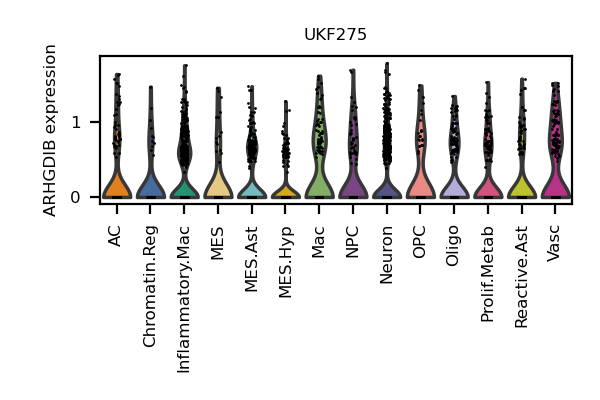 UKF275
ARHGDIB expression
1
0
AC
Chromatin.Reg
Inflammatory.Mac
MES
MES.Ast
MES.Hyp
Mac
NPC
Neuron
OPC
Oligo
Prolif.Metab
Reactive.Ast
Vasc